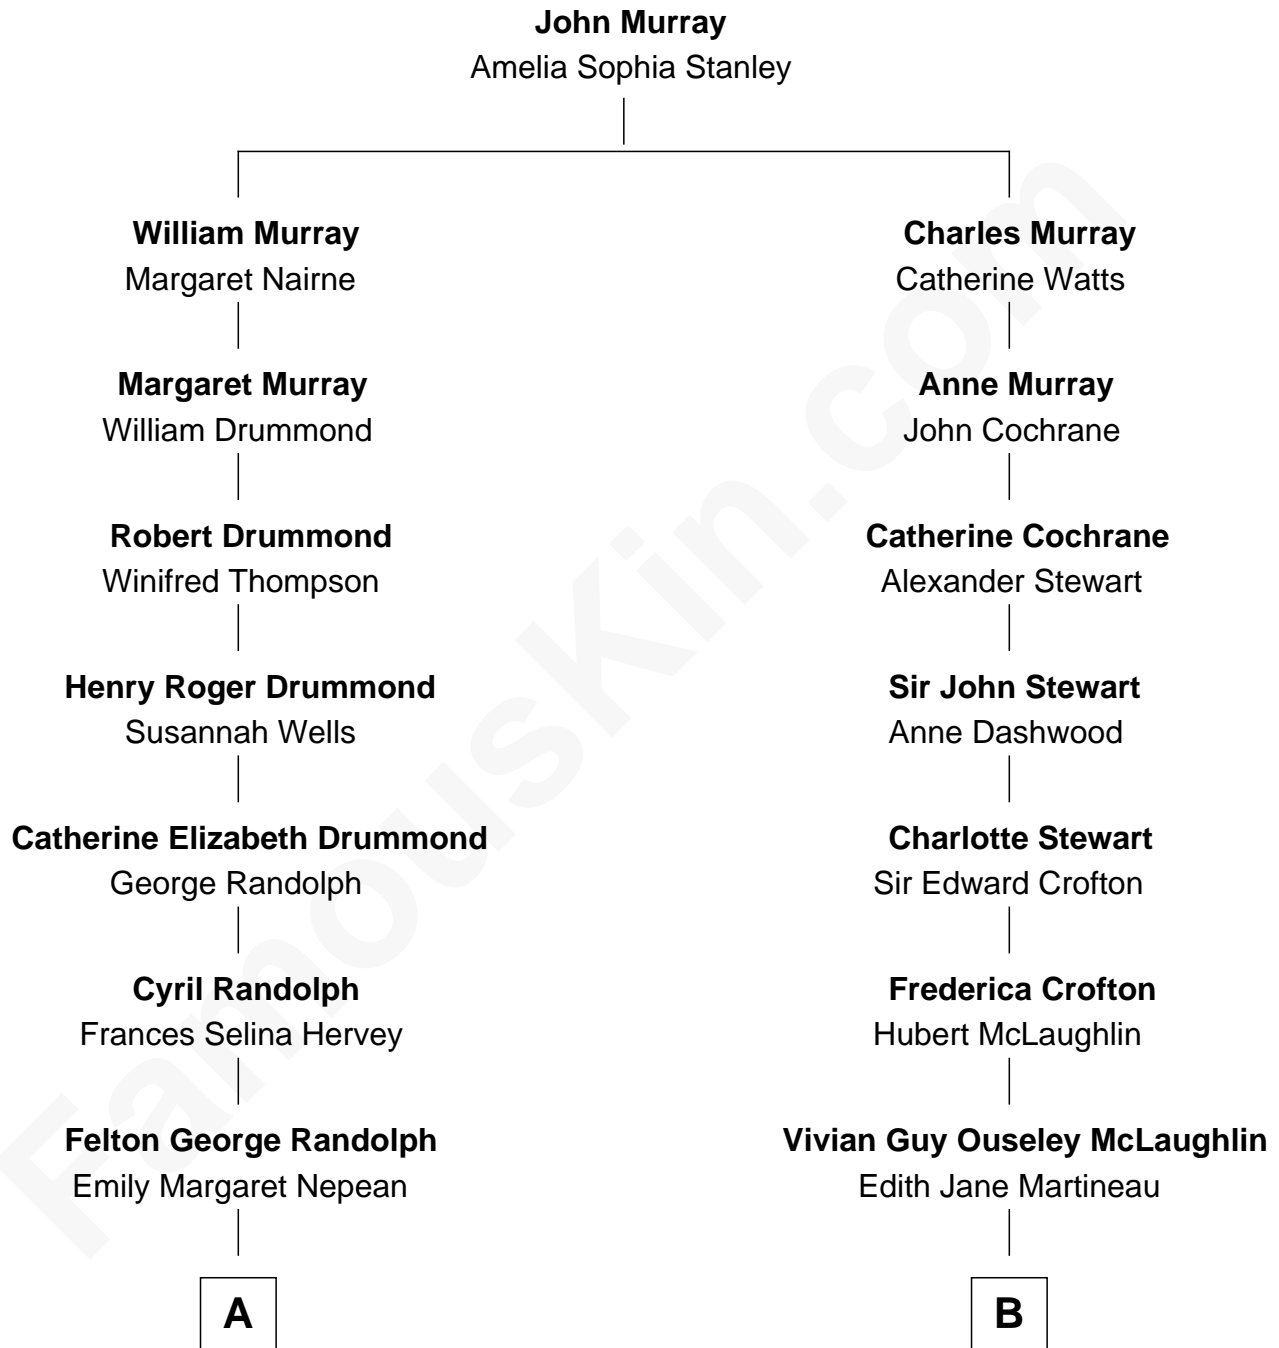 John Murray
Amelia Sophia Stanley
William Murray
Margaret Nairne
Charles Murray
Catherine Watts
Margaret Murray
William Drummond
Anne Murray
John Cochrane
Robert Drummond
Winifred Thompson
Catherine Cochrane
Alexander Stewart
Henry Roger Drummond
Susannah Wells
Sir John Stewart
Anne Dashwood
Catherine Elizabeth Drummond
George Randolph
Charlotte Stewart
Sir Edward Crofton
Cyril Randolph
Frances Selina Hervey
Frederica Crofton
Hubert McLaughlin
Felton George Randolph
Emily Margaret Nepean
Vivian Guy Ouseley McLaughlin
Edith Jane Martineau
A
B
FamousKin.com